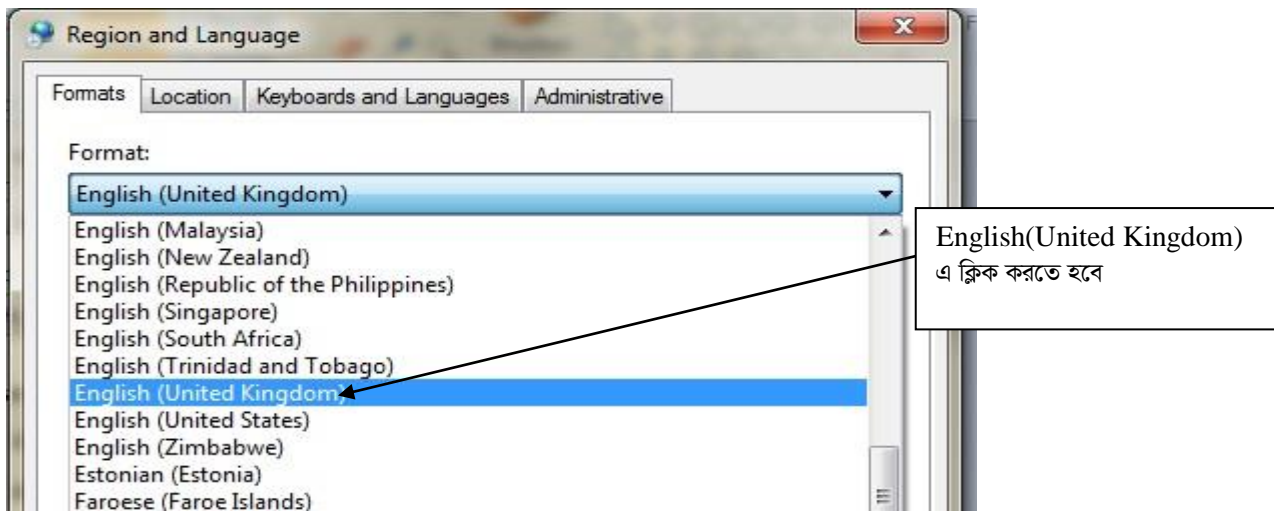 Region and Language
Formats Location Keyboards and Languages Administrative
Format:
English (United Kingdom)
English (Malaysia)
English (New Zealand)
English (Republic of the Philippines)
English (Singapore)
English (South Africa)
English (Trinidad and Tobago)
English (United Kingdom)
English (United States)
English (Zimbabwe)
Estonian (Estonia)
Faroese (Faroe Islands)
English(United Kingdom)
এ ক্লিক করতে হবে